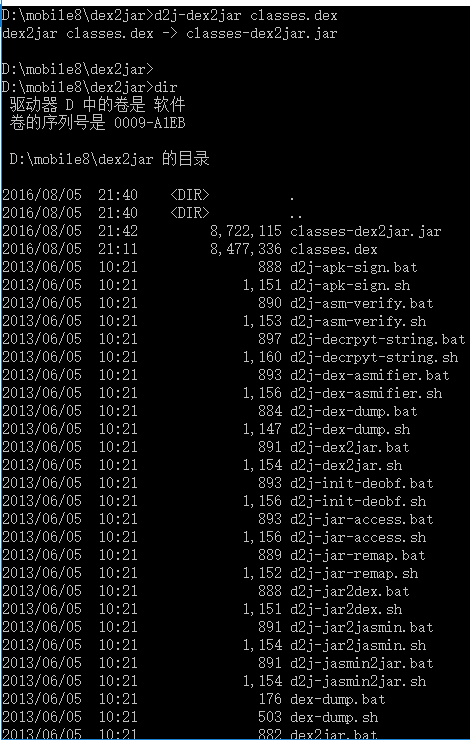 D:\mobile8\dex2jar>d2j-dex2jar classes.dex
dex2jar classes.dex -> classes-dex2jar.jar
D:\mobile8\dex2jar>
D:\mobile8\dex2jar>dir
驱动器 D 中的卷是 软件
卷的序列号是 0009-A1EB
D:\mobile8\dex2jar 的目录
2016/08/05 21:40 <DIR> .
2016/08/05 21:40 <DIR> ..
2016/08/05 21:42 8,722,115 classes-dex2jar.jar
2016/08/05 21:11 8,477,336 classes.dex
2013/06/05 10:21 888 d2j-apk-sign.bat
2013/06/05 10:21 1,151 d2j-apk-sign.sh
2013/06/05 10:21 890 d2j-asm-verify.bat
2013/06/05 10:21 1,153 d2j-asm-verify.sh
2013/06/05 10:21 897 d2j-decrpyt-string.bat
2013/06/05 10:21 1,160 d2j-decrpyt-string.sh
2013/06/05 10:21 893 d2j-dex-asmifier.bat
2013/06/05 10:21 1,156 d2j-dex-asmifier.sh
2013/06/05 10:21 884 d2j-dex-dump.bat
2013/06/05 10:21 1,147 d2j-dex-dump.sh
2013/06/05 10:21 891 d2j-dex2jar.bat
2013/06/05 10:21 1,154 d2j-dex2jar.sh
2013/06/05 10:21 893 d2j-init-deobf.bat
2013/06/05 10:21 1,156 d2j-init-deobf.sh
2013/06/05 10:21 893 d2j-jar-access.bat
2013/06/05 10:21 1,156 d2j-jar-access.sh
2013/06/05 10:21 889 d2j-jar-remap.bat
2013/06/05 10:21 1,152 d2j-jar-remap.sh
2013/06/05 10:21 888 d2j-jar2dex.bat
2013/06/05 10:21 1,151 d2j-jar2dex.sh
2013/06/05 10:21 891 d2j-jar2jasmin.bat
2013/06/05 10:21 1,154 d2j-jar2jasmin.sh
2013/06/05 10:21 891 d2j-jasmin2jar.bat
2013/06/05 10:21 1,154 d2j-jasmin2jar.sh
2013/06/05 10:21 176 dex-dump.bat
2013/06/05 10:21 503 dex-dump.sh
2013/06/05 10:21 882 dex2jar.bat